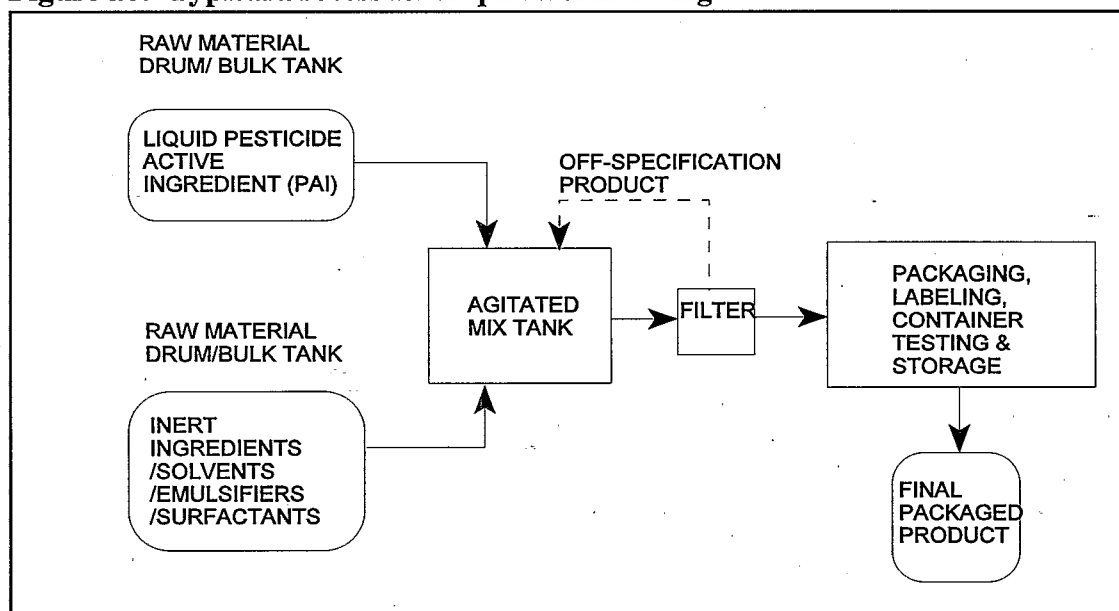 RAW MATERIAL
DRUM/ BULK TANK
LIQUID PESTICIDE
ACTIVE
INGREDIENT (PAI)
OFF-SPECIFICATION
PRODUCT
AGITATED
MIX TANK
FILTER
PACKAGING,
LABELING,
CONTAINER
TESTING &
STORAGE
RAW MATERIAL
DRUM/BULK TANK
INERT
INGREDIENTS
/SOLVENTS
/EMULSIFIERS
/SURFACTANTS
FINAL
PACKAGED
PRODUCT